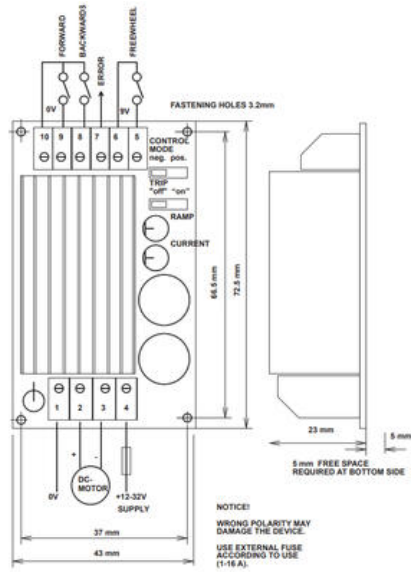 FORWARD
BACKWARDS
ERROR
FREEWHEEL
0V
9V
FASTENING HOLES 3.2mm
10 9 8 7 6 5
CONTROL
MODE
neg. pos.
TRIP
"off" "on"
RAMP
CURRENT
66.5 mm
72.5 mm
1 2 3 4
+ -
0V
DC-
MOTOR
+12-32V
SUPPLY
37 mm
43 mm
23 mm
5 mm
5 mm FREE SPACE
REQUIRED AT BOTTOM SIDE
NOTICE!
WRONG POLARITY MAY
DAMAGE THE DEVICE.
USE EXTERNAL FUSE
ACCORDING TO USE
(1-16 A).